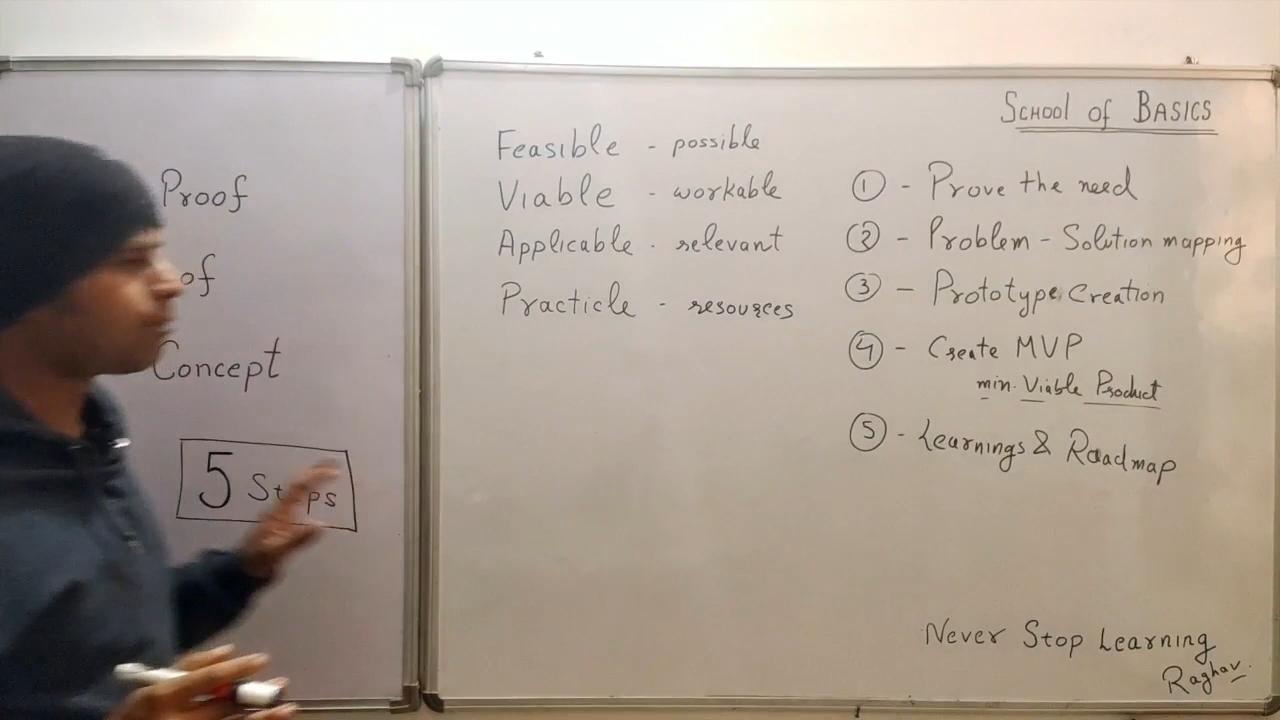 Proof
of
Concept
5 Steps
SCHOOL of BASICS
Feasible - possible
Viable - workable
Applicable - relevant
Practicle - resources
① - Prove the need
② - Problem - Solution mapping
③ - Prototype Creation
④ - Create MVP
min. Viable Product
⑤ - Learnings & Roadmap
Never Stop Learning
Raghav.